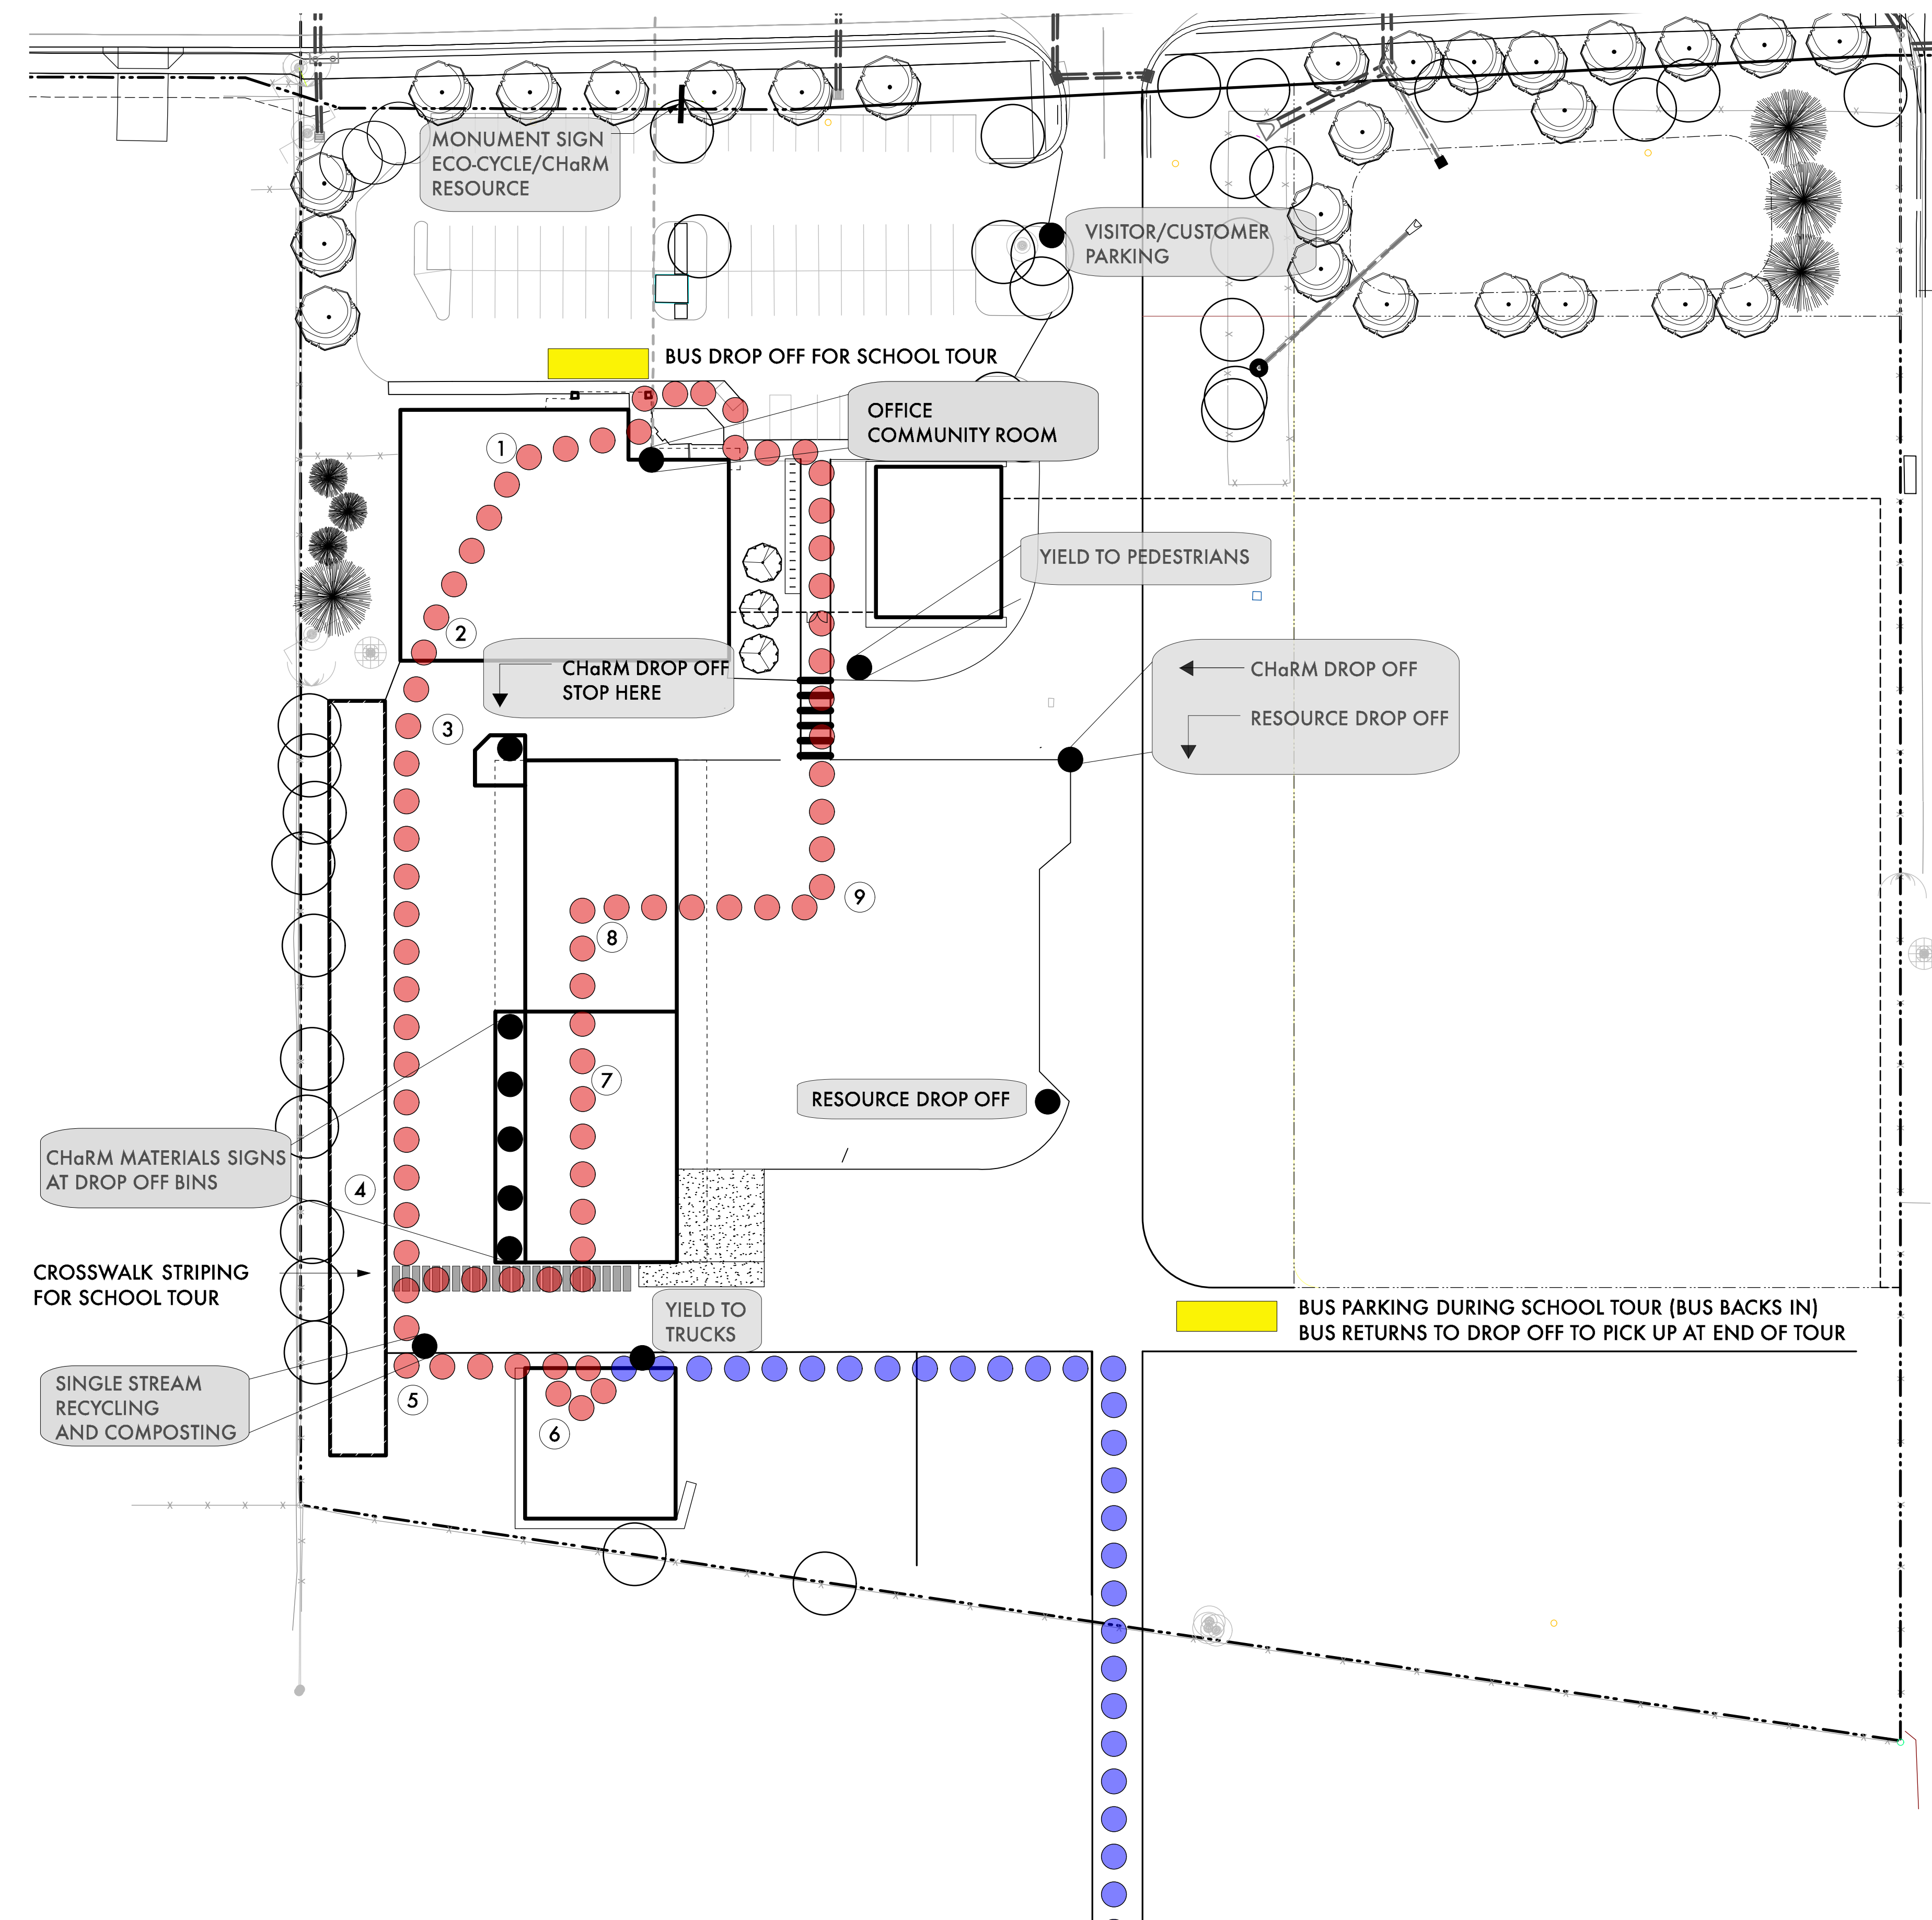 MONUMENT SIGN
ECO-CYCLE/CHaRM
RESOURCE
VISITOR/CUSTOMER
PARKING
BUS DROP OFF FOR SCHOOL TOUR
OFFICE
COMMUNITY ROOM
1
YIELD TO PEDESTRIANS
2
CHaRM DROP OFF
STOP HERE
CHaRM DROP OFF
RESOURCE DROP OFF
3
9
8
7
RESOURCE DROP OFF
CHaRM MATERIALS SIGNS
AT DROP OFF BINS
4
CROSSWALK STRIPING
FOR SCHOOL TOUR
YIELD TO
TRUCKS
BUS PARKING DURING SCHOOL TOUR (BUS BACKS IN)
BUS RETURNS TO DROP OFF TO PICK UP AT END OF TOUR
SINGLE STREAM
RECYCLING
AND COMPOSTING
5
6